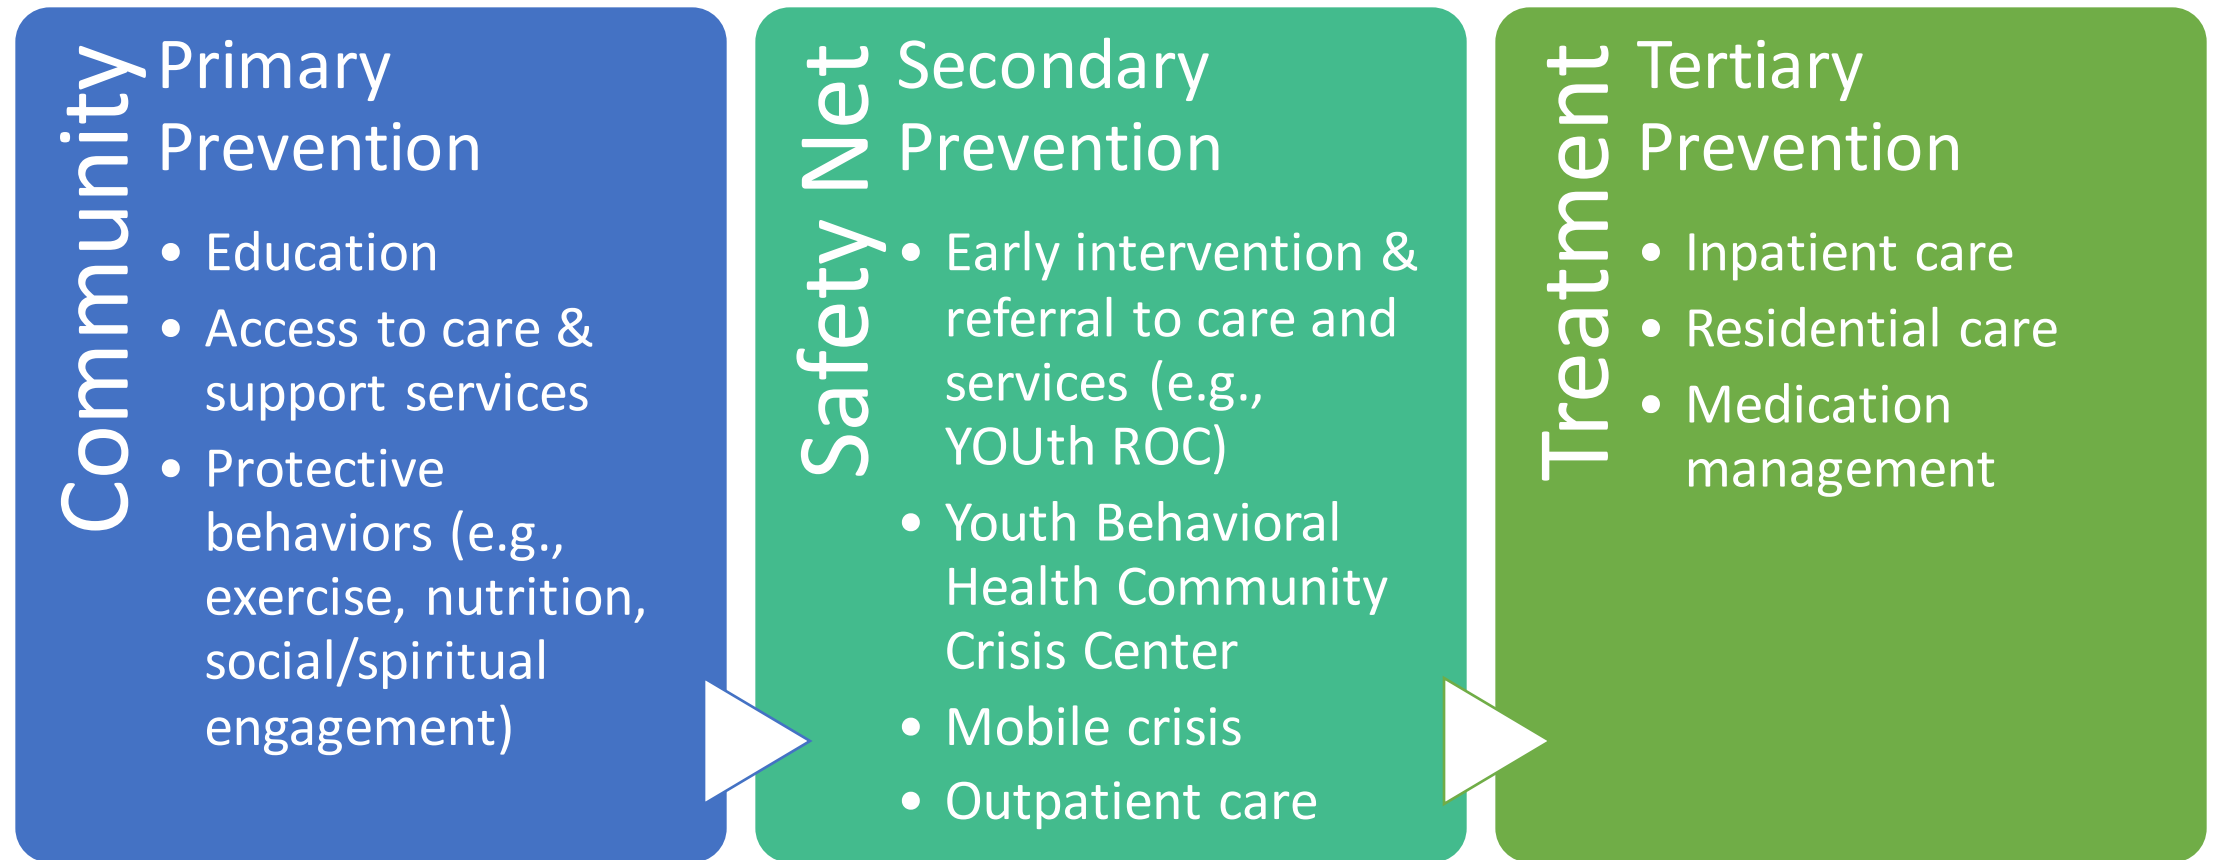 Community
Primary
Prevention
• Education
• Access to care &
support services
• Protective
behaviors (e.g.,
exercise, nutrition,
social/spiritual
engagement)
Safety Net
Secondary
Prevention
• Early intervention &
referral to care and
services (e.g.,
YOUth ROC)
• Youth Behavioral
Health Community
Crisis Center
• Mobile crisis
• Outpatient care
Treatment
Tertiary
Prevention
• Inpatient care
• Residential care
• Medication
management